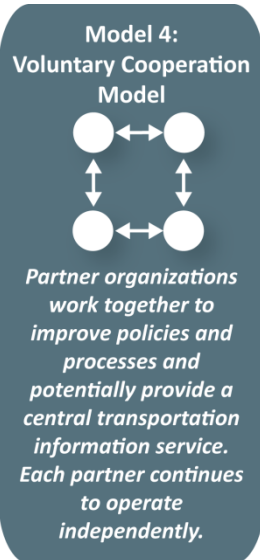 Model 4:
Voluntary Cooperation
Model
Partner organizations
work together to
improve policies and
processes and
potentially provide a
central transportation
information service.
Each partner continues
to operate
independently.